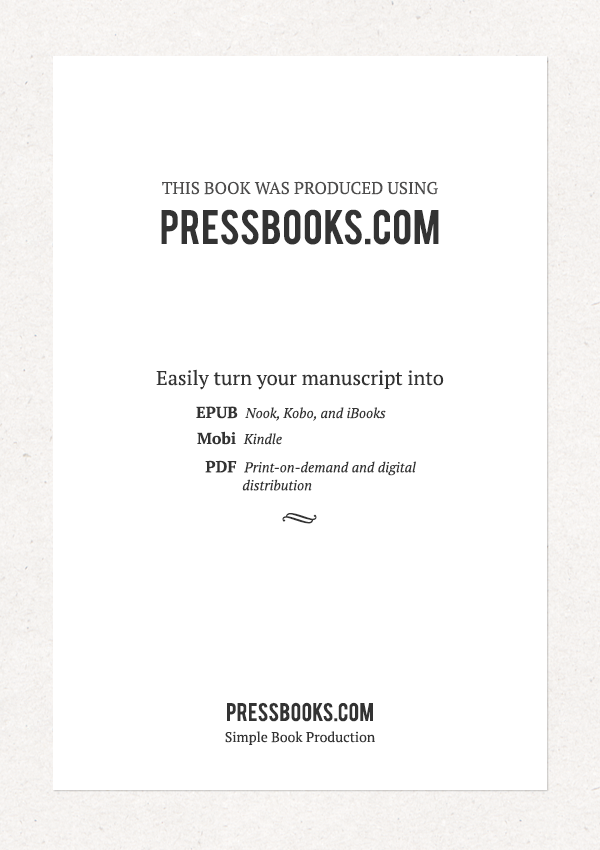 THIS BOOK WAS PRODUCED USING
PRESSBOOKS.COM
Easily turn your manuscript into
EPUB Nook, Kobo, and iBooks
Mobi Kindle
PDF Print-on-demand and digital
distribution
PRESSBOOKS.COM
Simple Book Production